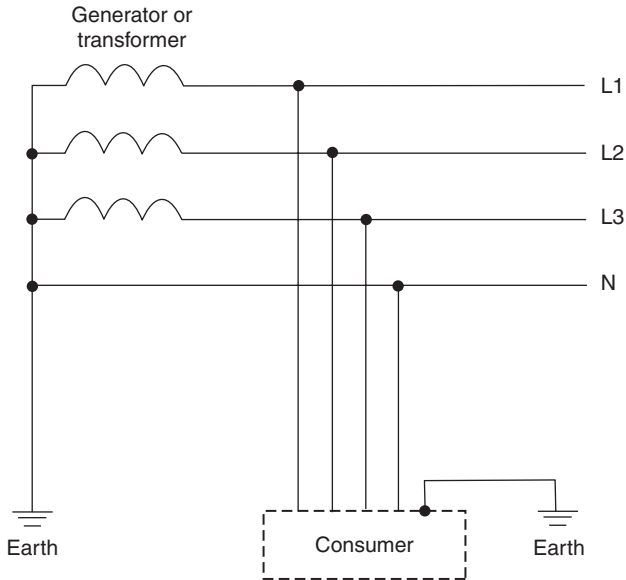 Generator or
transformer
L1
L2
L3
N
Earth
Consumer
Earth